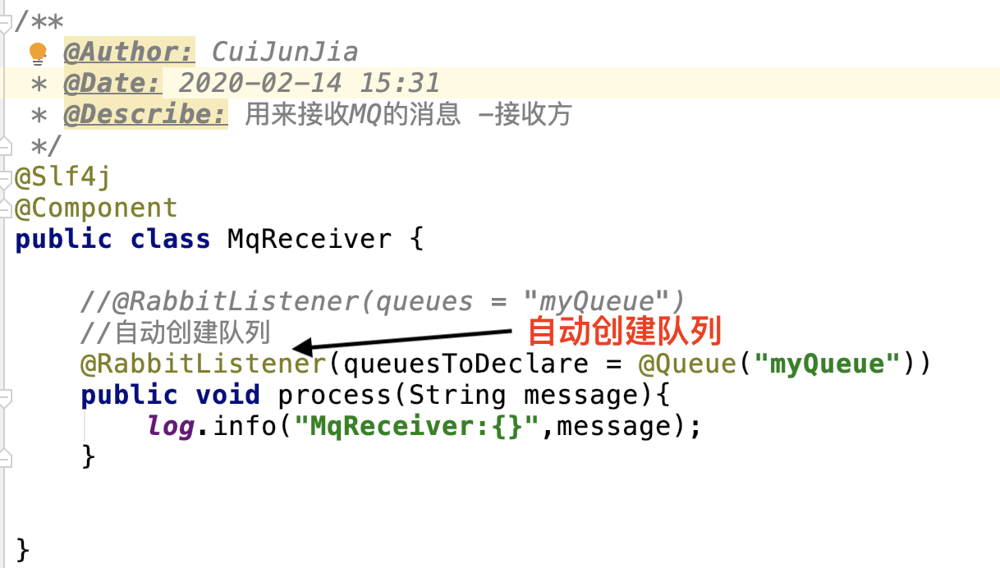 /**
@Author: CuiJunJia
* @Date: 2020-02-14 15:31
* @Describe: 用来接收MQ的消息 -接收方
*/
@Slf4j
@Component
public class MqReceiver {
//@RabbitListener(queues = "myQueue")
//自动创建队列
自动创建队列
@RabbitListener(queuesToDeclare = @Queue("myQueue"))
public void process(String message){
log.info("MqReceiver:{}",message);
}
}